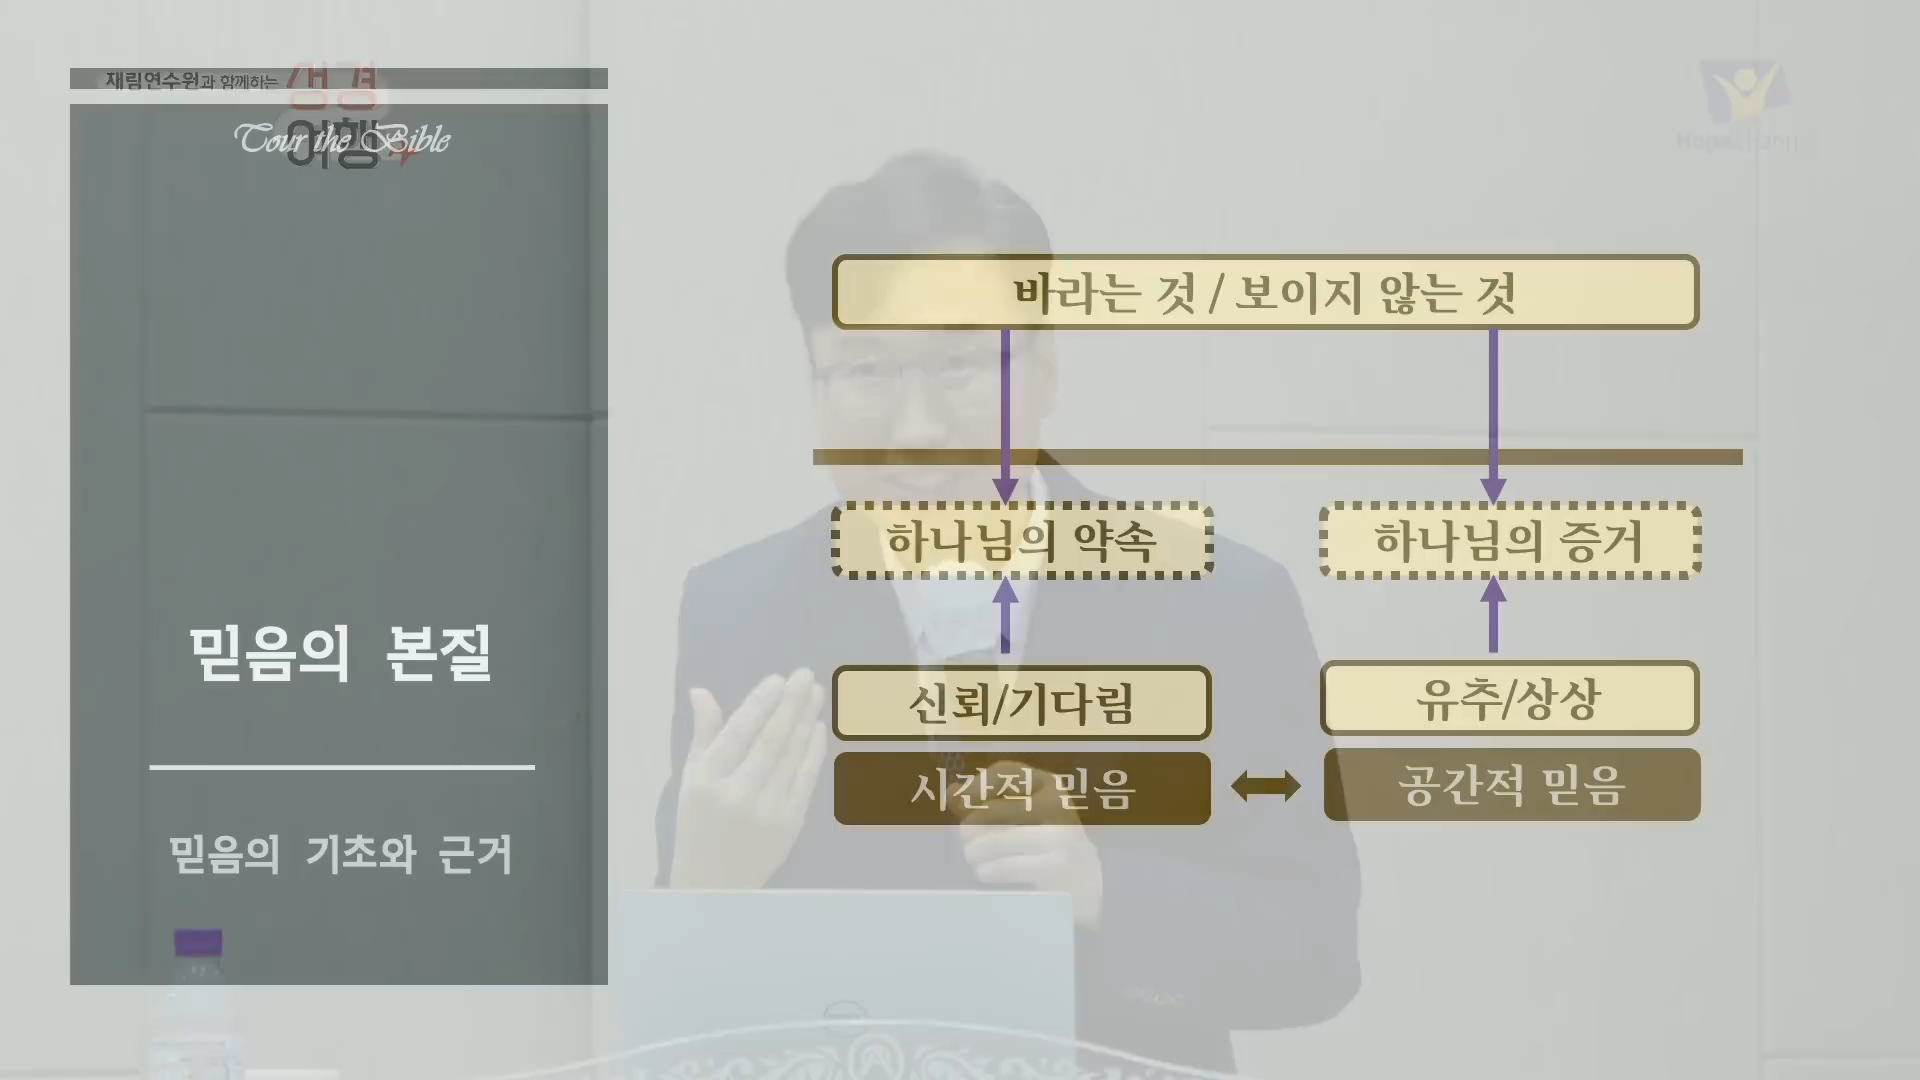 재림연수원과 함께하는 성경
여행
Tour the Bible
Hope Channel
바라는 것 / 보이지 않는 것
하나님의 약속
하나님의 증거
신뢰/기다림
유추/상상
시간적 믿음
공간적 믿음
믿음의 본질
믿음의 기초와 근거